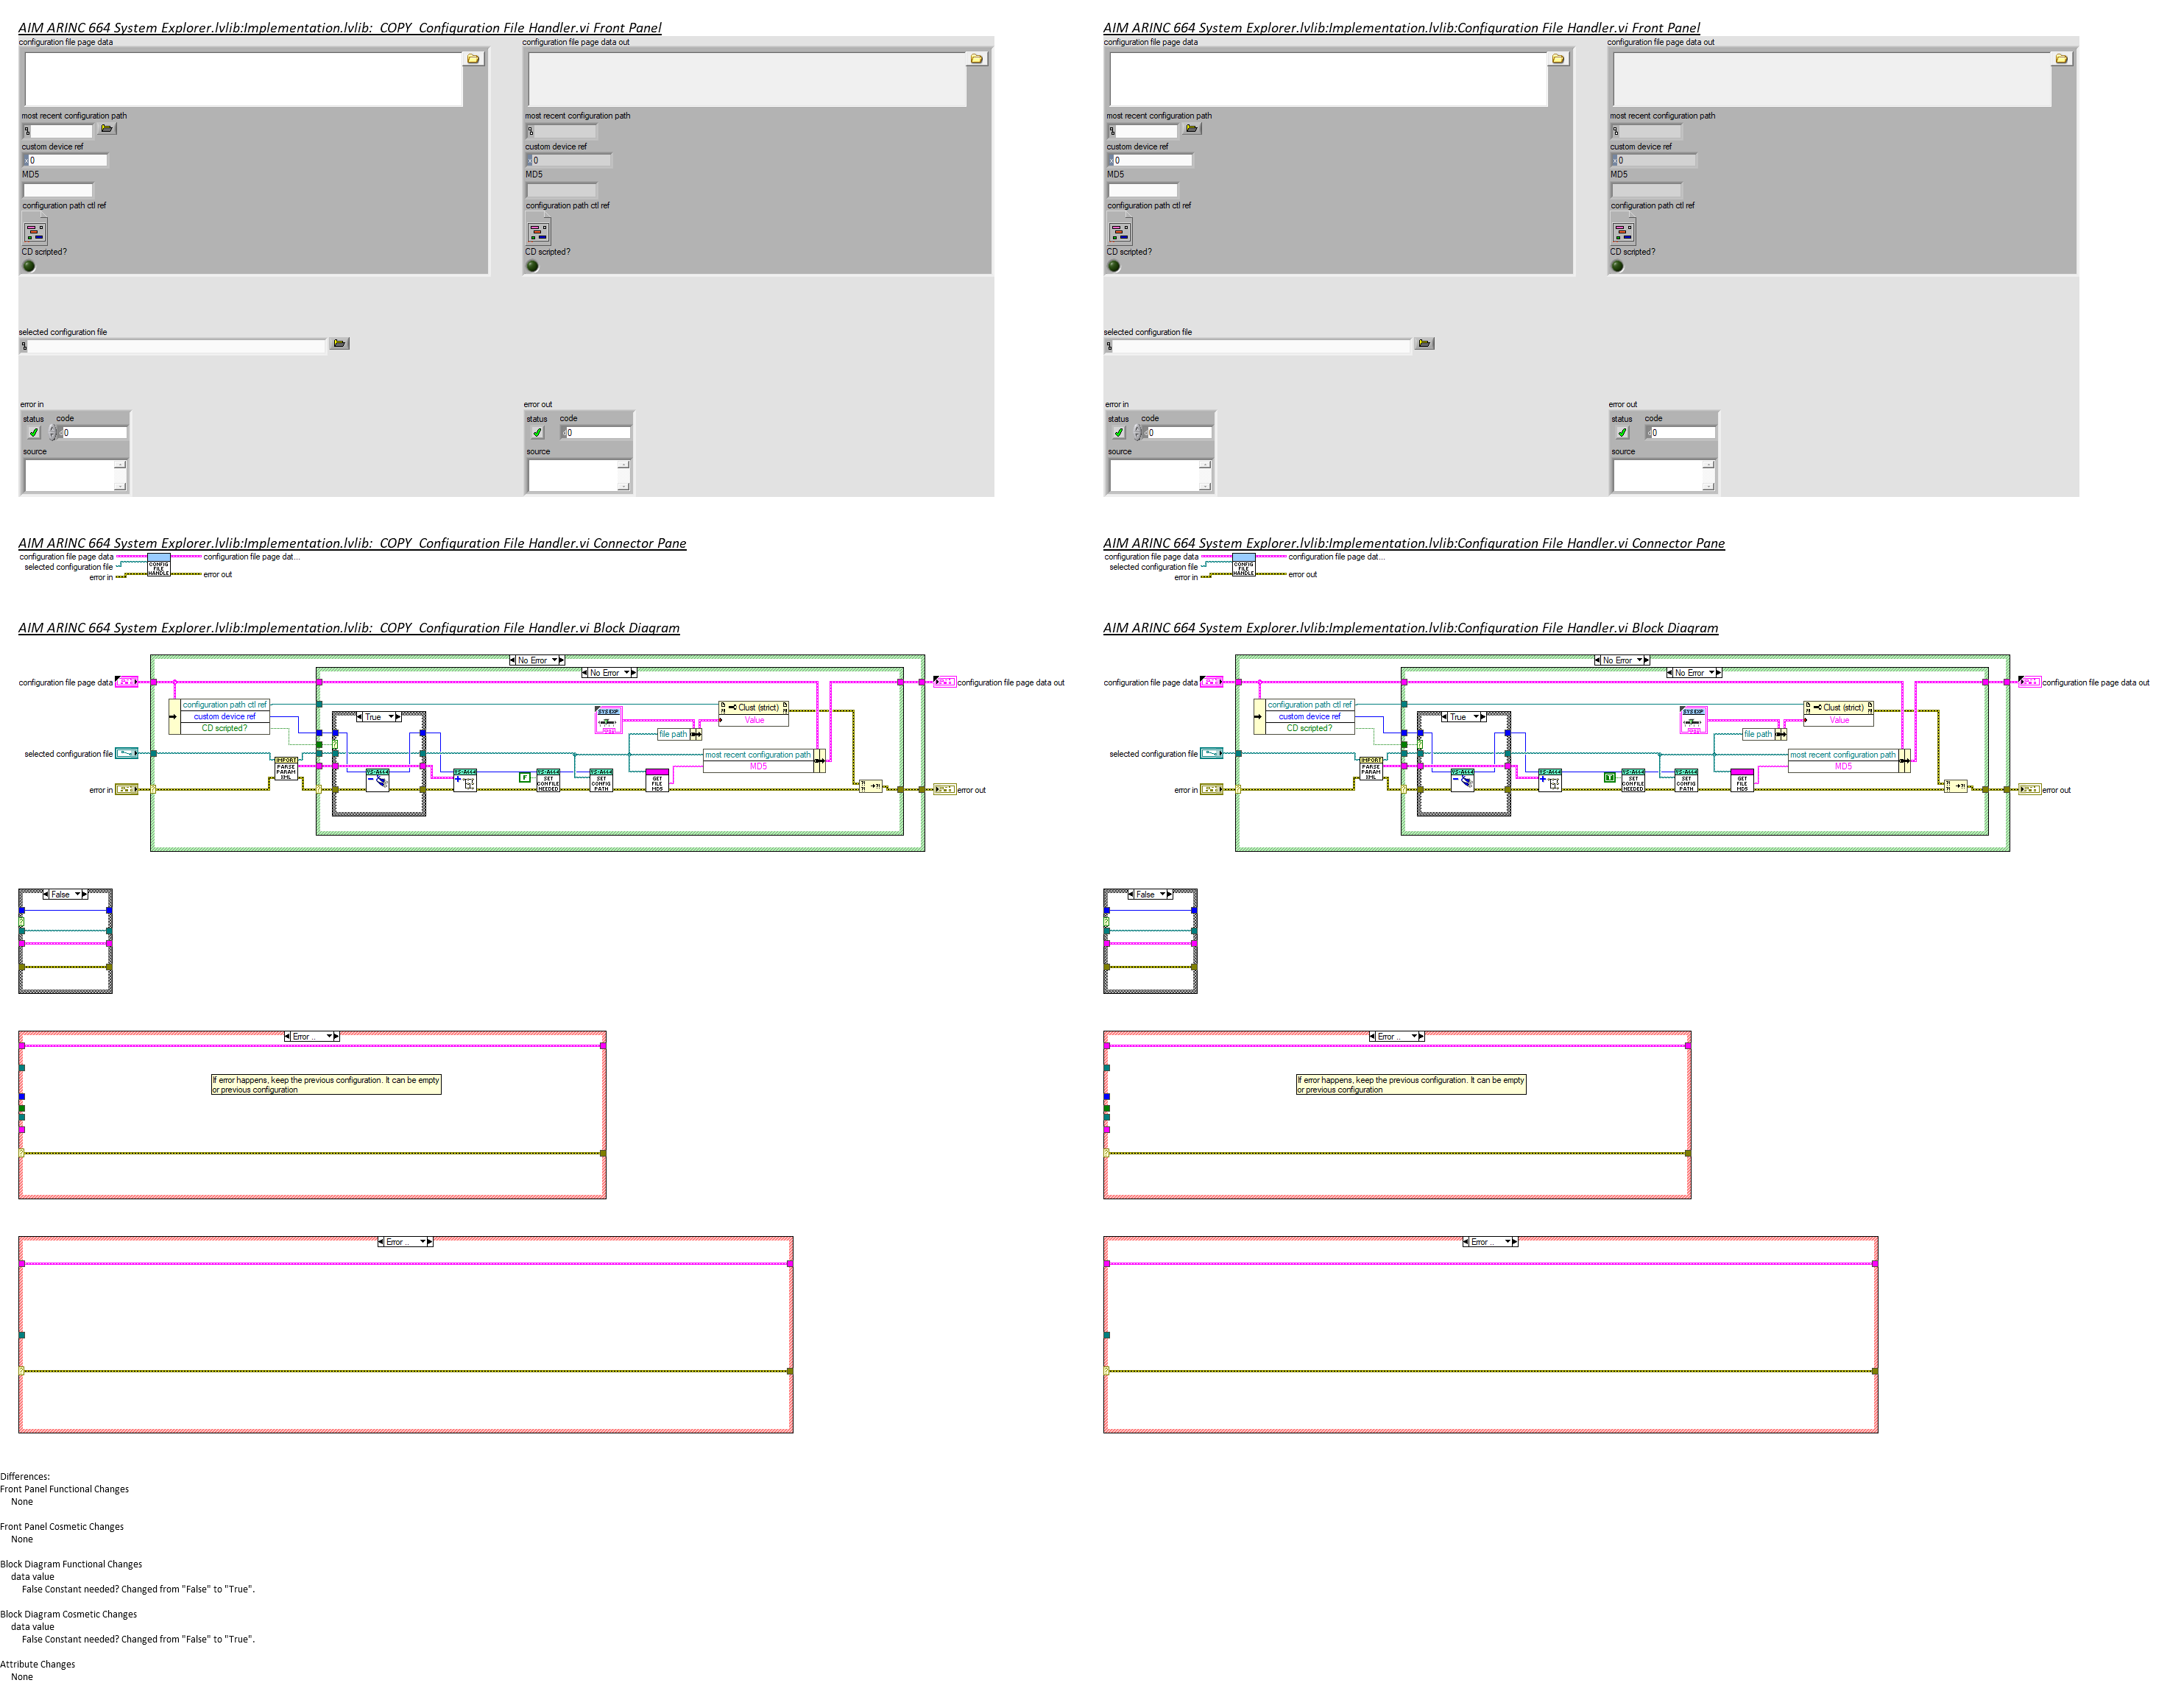 AIM ARINC 664 System Explorer.lvlib:Implementation.lvlib:_COPY_Configuration File Handler.vi Front Panel
configuration file page data
configuration file page data out
most recent configuration path
most recent configuration path
custom device ref
custom device ref
0
0
MD5
MD5
configuration path ctl ref
configuration path ctl ref
CD scripted?
CD scripted?
selected configuration file
error in
error out
status code
status code
0
0
source
source
AIM ARINC 664 System Explorer.lvlib:Implementation.lvlib:Configuration File Handler.vi Front Panel
configuration file page data
configuration file page data out
most recent configuration path
most recent configuration path
custom device ref
custom device ref
0
0
MD5
MD5
configuration path ctl ref
configuration path ctl ref
CD scripted?
CD scripted?
selected configuration file
error in
error out
status code
status code
0
0
source
source
AIM ARINC 664 System Explorer.lvlib:Implementation.lvlib:_COPY_Configuration File Handler.vi Connector Pane
configuration file page data
configuration file page dat...
selected configuration file
CONFIG
FILE
HANDLE
error in
error out
AIM ARINC 664 System Explorer.lvlib:Implementation.lvlib:Configuration File Handler.vi Connector Pane
configuration file page data
configuration file page dat...
selected configuration file
CONFIG
FILE
HANDLE
error in
error out
AIM ARINC 664 System Explorer.lvlib:Implementation.lvlib:_COPY_Configuration File Handler.vi Block Diagram
No Error
No Error
configuration file page data
configuration file page data out
configuration path ctl ref
custom device ref
CD scripted?
True
SYS EXP
Clust (strict)
Value
file path
selected configuration file
most recent configuration path
MD5
IMPORT
PARSE
PARAM
XML
F
SET
CONFILE
NEEDED
SET
CONFIG
PATH
GET
FILE
MD5
error in
error out
False
Error ..
If error happens, keep the previous configuration. It can be empty
or previous configuration
Error ..
AIM ARINC 664 System Explorer.lvlib:Implementation.lvlib:Configuration File Handler.vi Block Diagram
No Error
No Error
configuration file page data
configuration file page data out
configuration path ctl ref
custom device ref
CD scripted?
True
SYS EXP
Clust (strict)
Value
file path
selected configuration file
most recent configuration path
MD5
IMPORT
PARSE
PARAM
XML
T
SET
CONFILE
NEEDED
SET
CONFIG
PATH
GET
FILE
MD5
error in
error out
False
Error ..
If error happens, keep the previous configuration. It can be empty
or previous configuration
Error ..
Differences:
Front Panel Functional Changes
None
Front Panel Cosmetic Changes
None
Block Diagram Functional Changes
data value
False Constant needed? Changed from "False" to "True".
Block Diagram Cosmetic Changes
data value
False Constant needed? Changed from "False" to "True".
Attribute Changes
None